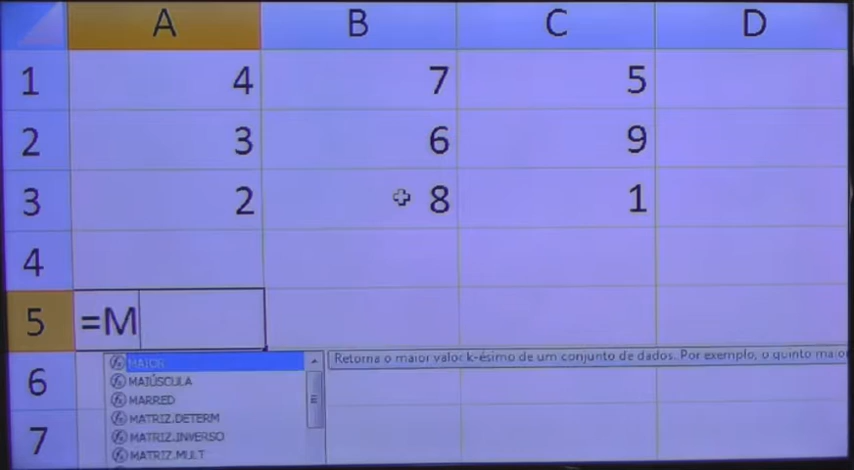 A B C D
1 4 7 5
2 3 6 9
3 2 8 1
4
5 =M
6
7
MAIOR
MAIÚSCULA
MARRED
MATRIZ.DETERM
MATRIZ.INVERSO
MATRIZ.MULT
Retorna o maior valor k-ésimo de um conjunto de dados. Por exemplo, o quinto maio